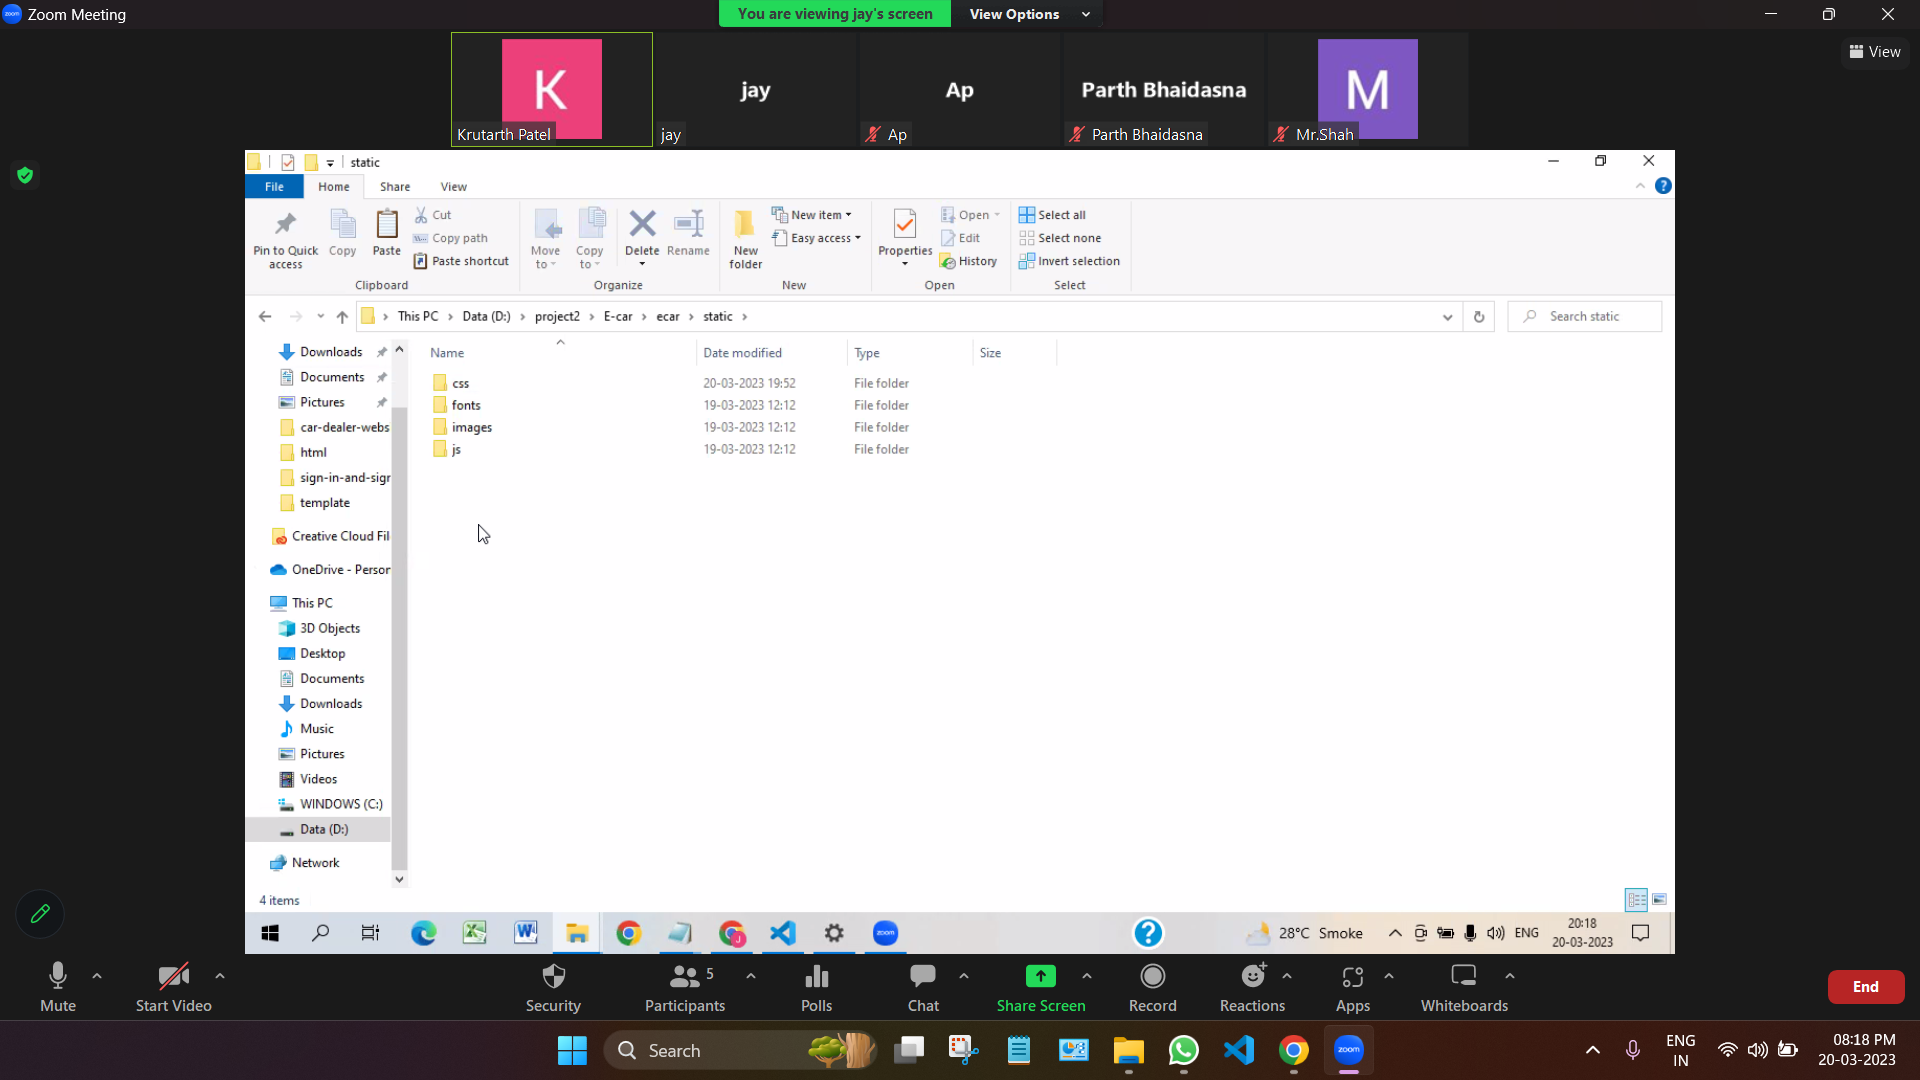 Zoom Meeting
You are viewing jay's screen
View Options
View
K
Krutarth Patel
jay
jay
Ap
Ap
Parth Bhaidasna
Parth Bhaidasna
M
Mr.Shah
static
File
Home
Share
View
Pin to Quick access
Copy
Paste
Cut
Copy path
Paste shortcut
Clipboard
Move to
Copy to
Delete
Rename
Organize
New folder
New item
Easy access
New
Properties
Open
Edit
History
Open
Select all
Select none
Invert selection
Select
This PC > Data (D:) > project2 > E-car > ecar > static >
Search static
Downloads
Documents
Pictures
car-dealer-webs
html
sign-in-and-sigr
template
Creative Cloud Fil
OneDrive - Persor
This PC
3D Objects
Desktop
Documents
Downloads
Music
Pictures
Videos
WINDOWS (C:)
Data (D:)
Network
Name Date modified Type Size
css 20-03-2023 19:52 File folder
fonts 19-03-2023 12:12 File folder
images 19-03-2023 12:12 File folder
js 19-03-2023 12:12 File folder
4 items
28°C Smoke
ENG
20:18
20-03-2023
Mute
Start Video
Security
Participants
5
Polls
Chat
Share Screen
Record
Reactions
Apps
Whiteboards
End
Search
zoom
ENG
IN
08:18 PM
20-03-2023